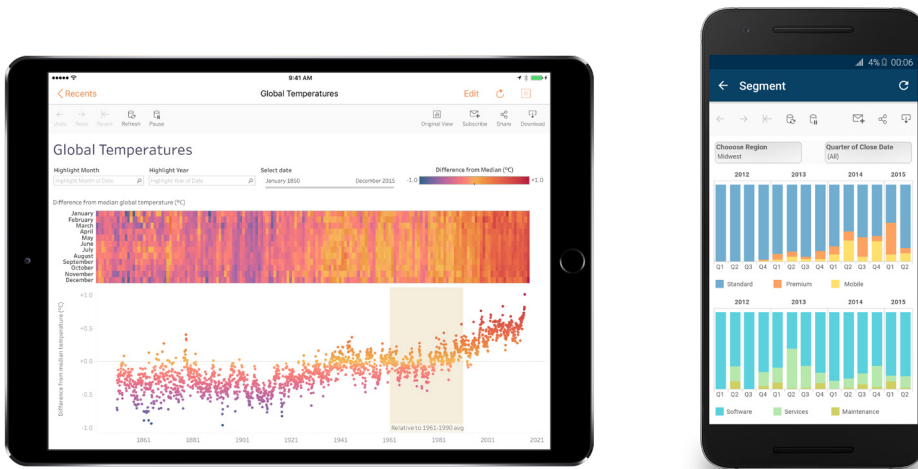 9:41 AM
Recents
Global Temperatures
Edit
Undo Redo Revert Refresh Pause
Original View Subscribe Share Download
Global Temperatures
Highlight Month
Highlight Year
Select date
Difference from Median (°C)
Highlight Month of Date
Highlight Year of Date
January 1850
December 2015
-1.0
+1.0
Difference from median global temperature (°C)
January
February
March
April
May
June
July
August
September
October
November
December
Difference from median temperature (°C)
+1.0
+0.5
+0.0
-0.5
-1.0
Relative to 1961-1990 avg
1861 1881 1901 1921 1941 1961 1981 2001 2021
4% 00:06
Segment
Choose Region
Midwest
Quarter of Close Date
(All)
2012 2013 2014 2015
Q1 Q2 Q3 Q4 Q1 Q2 Q3 Q4 Q1 Q2 Q3 Q4 Q1 Q2
Standard Premium Mobile
2012 2013 2014 2015
Q1 Q2 Q3 Q4 Q1 Q2 Q3 Q4 Q1 Q2 Q3 Q4 Q1 Q2
Software Services Maintenance